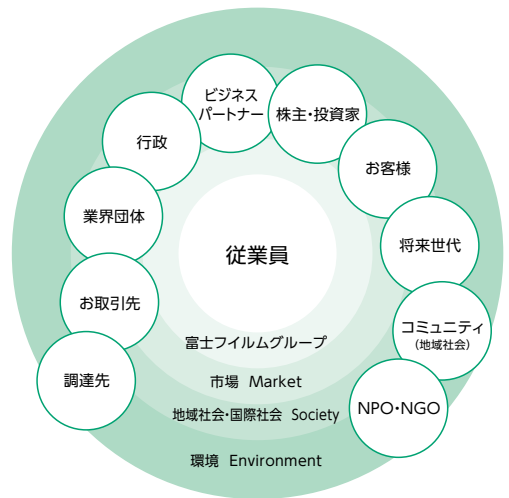 ビジネス
パートナー
株主・投資家
行政
お客様
業界団体
将来世代
従業員
お取引先
コミュニティ
（地域社会）
富士フイルムグループ
調達先
市場 Market
NPO・NGO
地域社会・国際社会 Society
環境 Environment